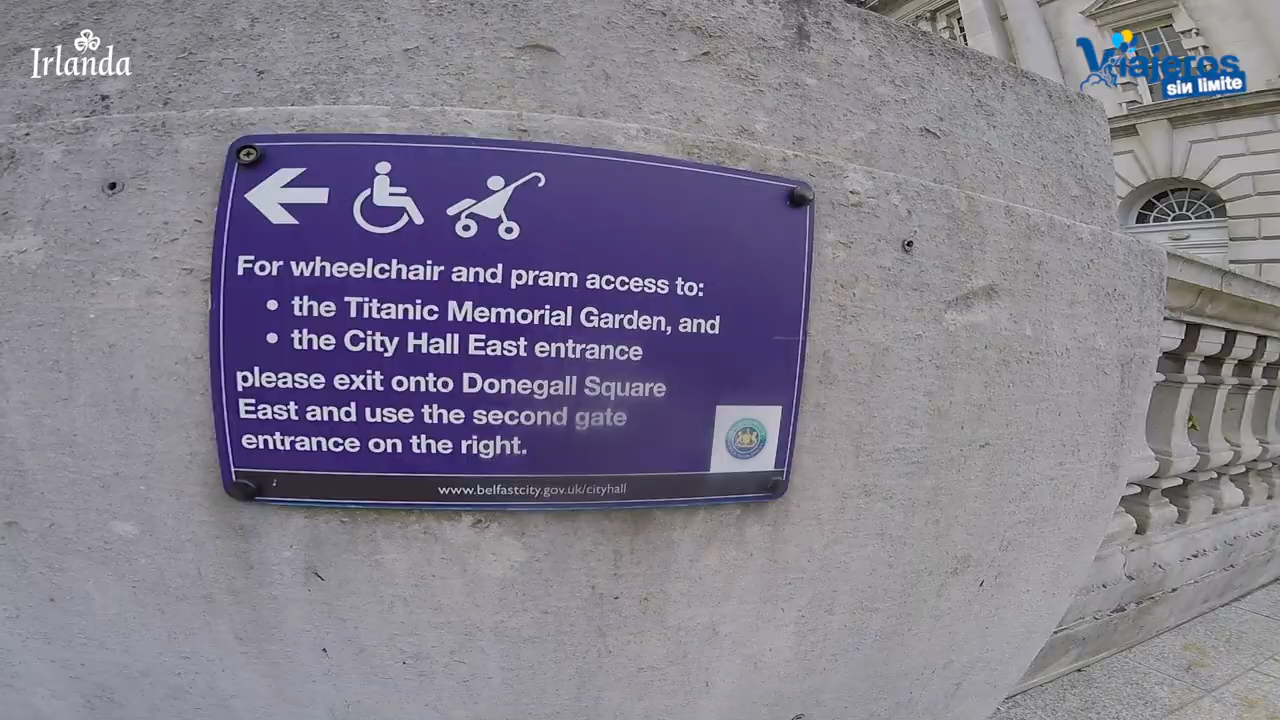 Irlanda
Viajeros
sin limite
For wheelchair and pram access to:
• the Titanic Memorial Garden, and
• the City Hall East entrance
please exit onto Donegall Square
East and use the second gate
entrance on the right.
www.belfastcity.gov.uk/cityhall